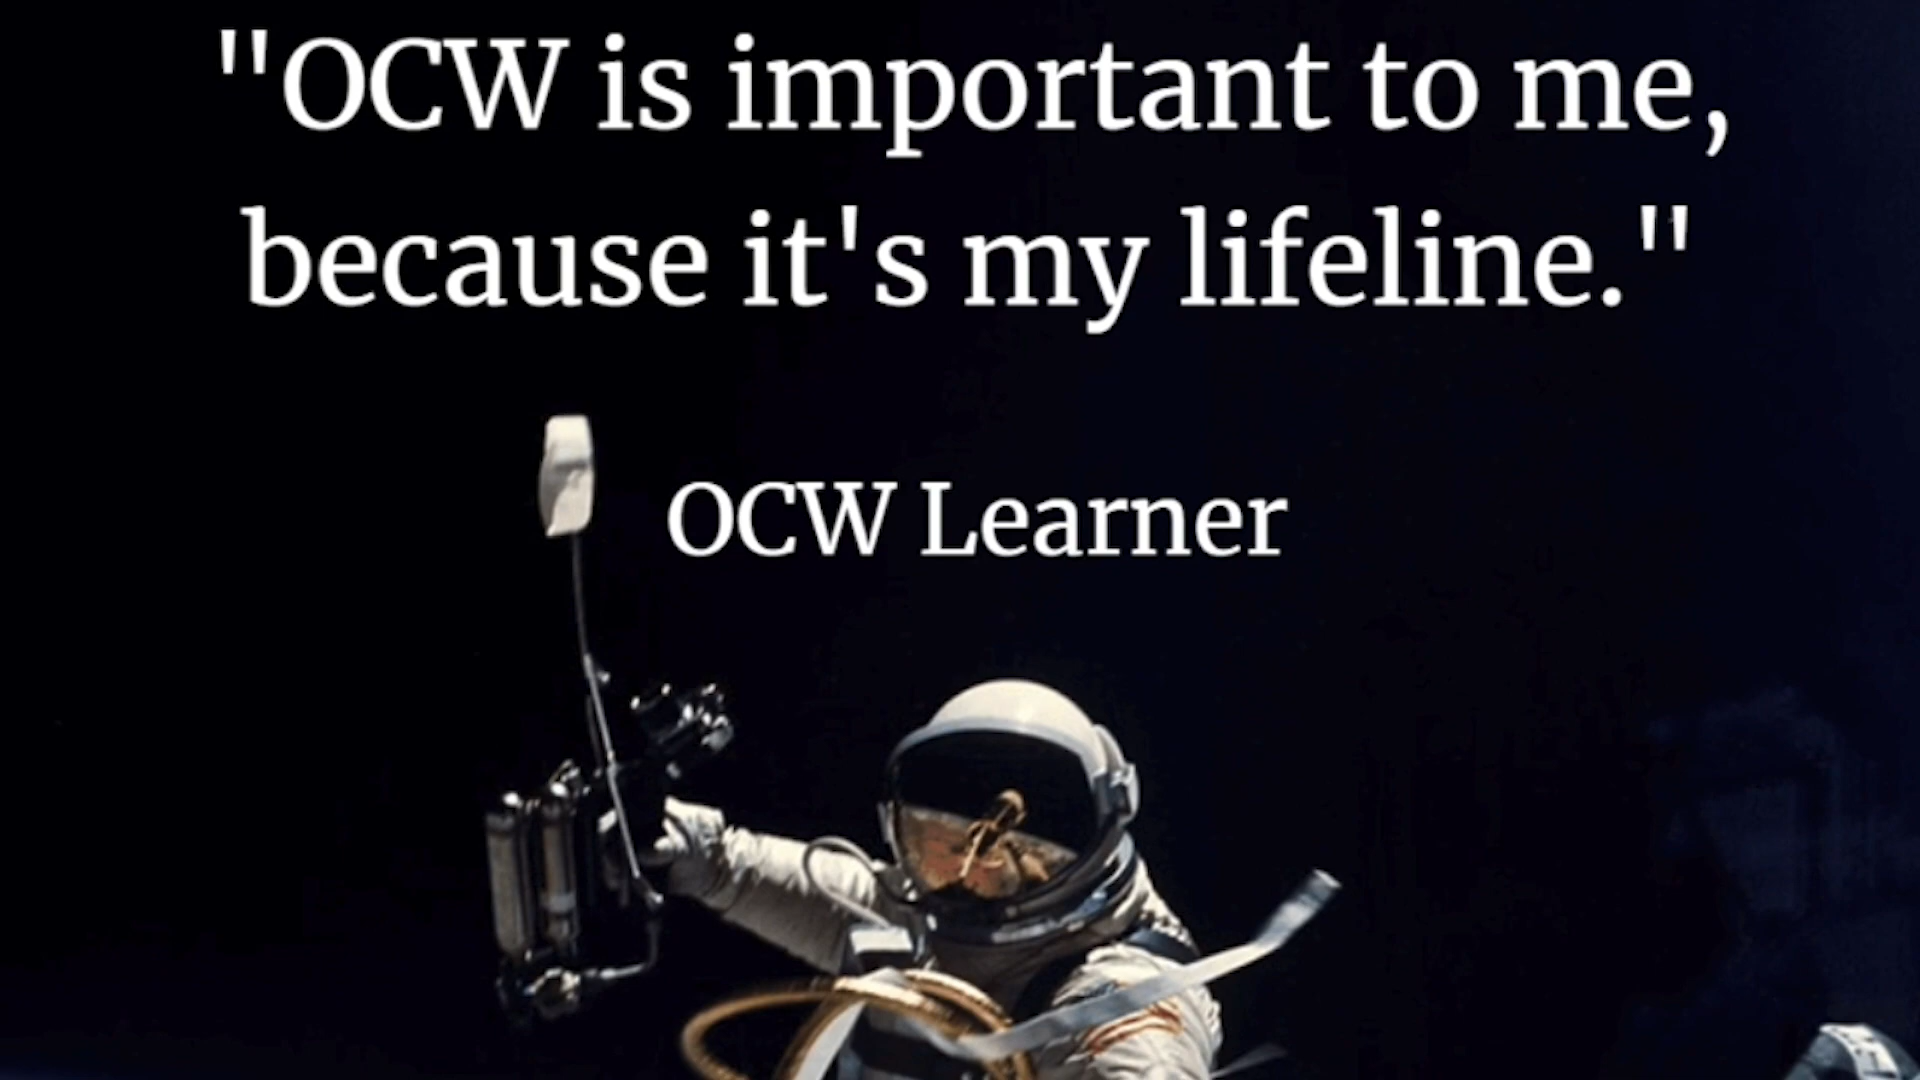 "OCW is important to me,
because it's my lifeline."
OCW Learner